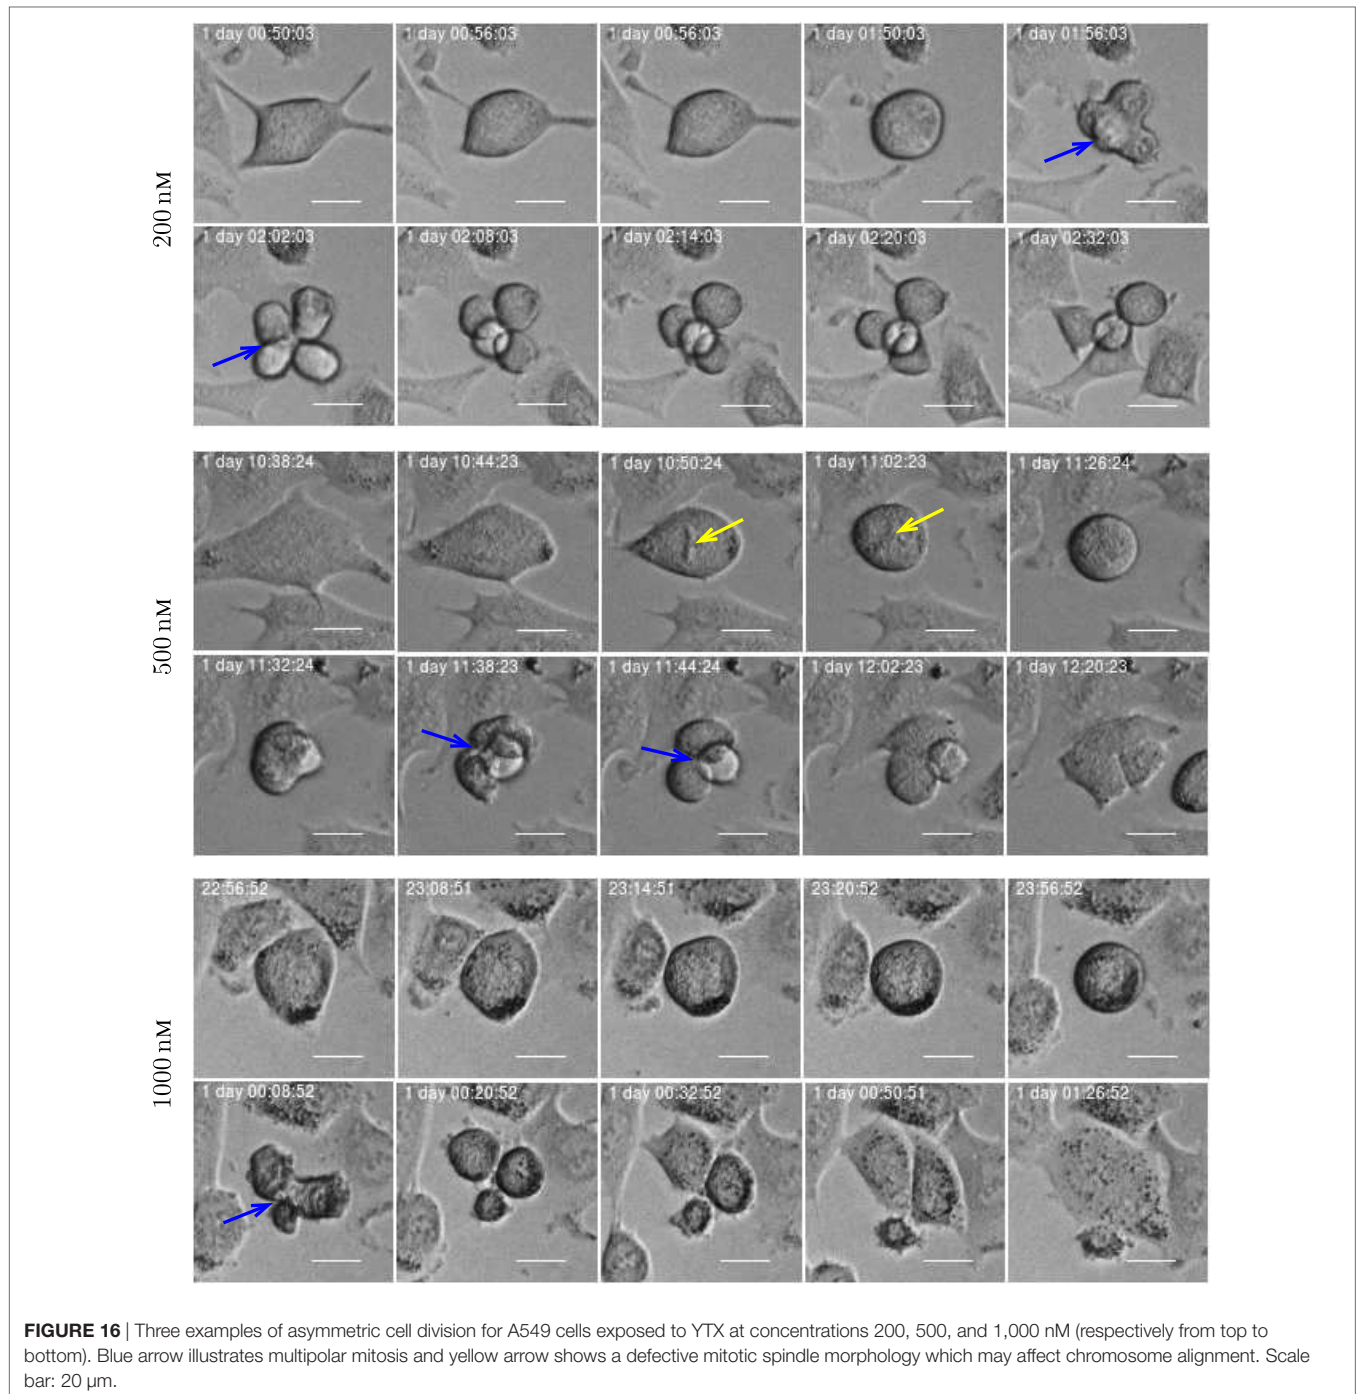 1 day 00:50:03 1 day 00:56:03 1 day 00:56:03 1 day 01:50:03 1 day 01:56:03
200 nM
1 day 02:02:03 1 day 02:08:03 1 day 02:14:03 1 day 02:20:03 1 day 02:32:03
1 day 10:38:24 1 day 10:44:23 1 day 10:50:24 1 day 11:02:23 1 day 11:26:24
500 nM
1 day 11:32:24 1 day 11:38:23 1 day 11:44:24 1 day 12:02:23 1 day 12:20:23
22:56:52 23:08:51 23:14:51 23:20:52 23:56:52
1000 nM
1 day 00:08:52 1 day 00:20:52 1 day 00:32:52 1 day 00:50:51 1 day 01:26:52
FIGURE 16 | Three examples of asymmetric cell division for A549 cells exposed to YTX at concentrations 200, 500, and 1,000 nM (respectively from top to
bottom). Blue arrow illustrates multipolar mitosis and yellow arrow shows a defective mitotic spindle morphology which may affect chromosome alignment. Scale
bar: 20 μm.